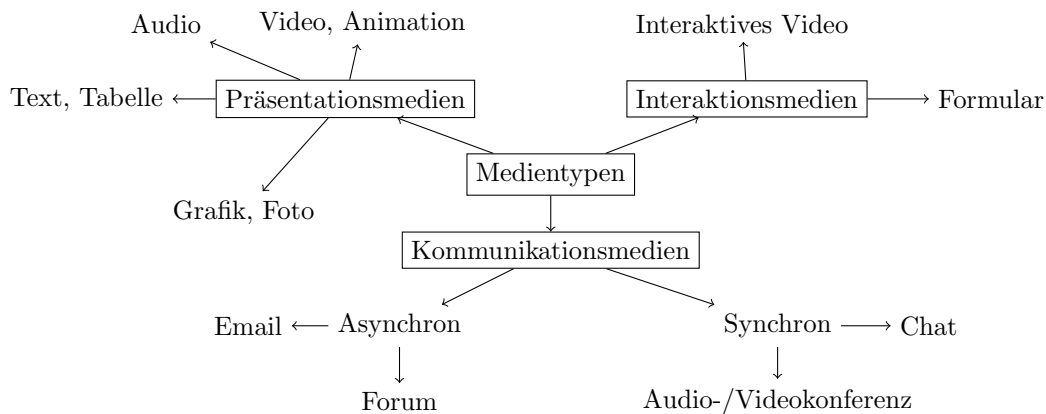 Audio
Video, Animation
Interaktives Video
Text, Tabelle
Präsentationsmedien
Interaktionsmedien
Formular
Medientypen
Grafik, Foto
Kommunikationsmedien
Email
Asynchron
Synchron
Chat
Forum
Audio-/Videokonferenz